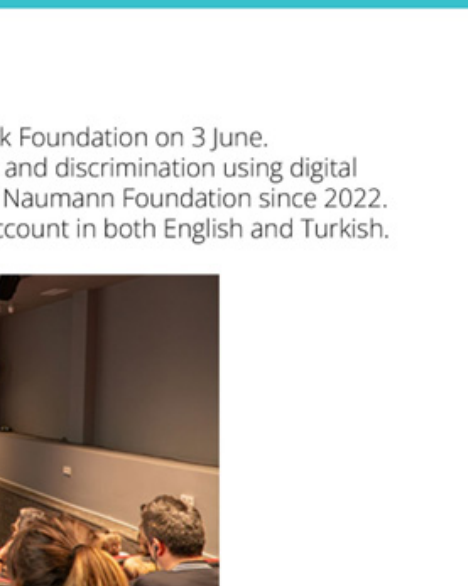 k Foundation on 3 June.
and discrimination using digital
Naumann Foundation since 2022.
ccount in both English and Turkish.